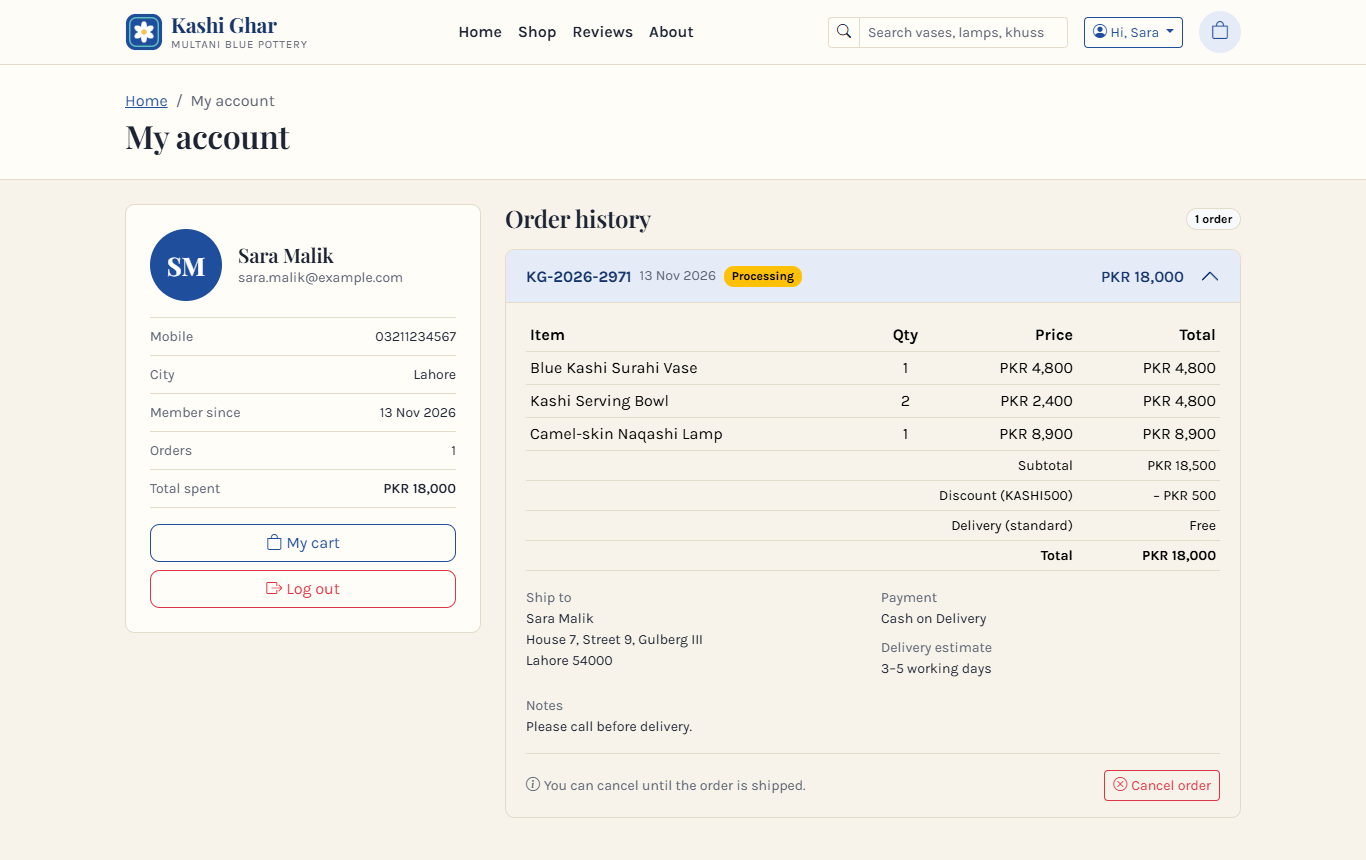 Kashi Ghar
MULTANI BLUE POTTERY
Home Shop Reviews About
Search vases, lamps, khuss
Hi, Sara
Home / My account
My account
SM
Sara Malik
sara.malik@example.com
Mobile 03211234567
City Lahore
Member since 13 Nov 2026
Orders 1
Total spent PKR 18,000
My cart
Log out
Order history
1 order
KG-2026-2971 13 Nov 2026 Processing PKR 18,000
Item Qty Price Total
Blue Kashi Surahi Vase 1 PKR 4,800 PKR 4,800
Kashi Serving Bowl 2 PKR 2,400 PKR 4,800
Camel-skin Naqashi Lamp 1 PKR 8,900 PKR 8,900
Subtotal PKR 18,500
Discount (KASHI500) − PKR 500
Delivery (standard) Free
Total PKR 18,000
Ship to
Sara Malik
House 7, Street 9, Gulberg III
Lahore 54000
Payment
Cash on Delivery
Delivery estimate
3–5 working days
Notes
Please call before delivery.
You can cancel until the order is shipped.
Cancel order